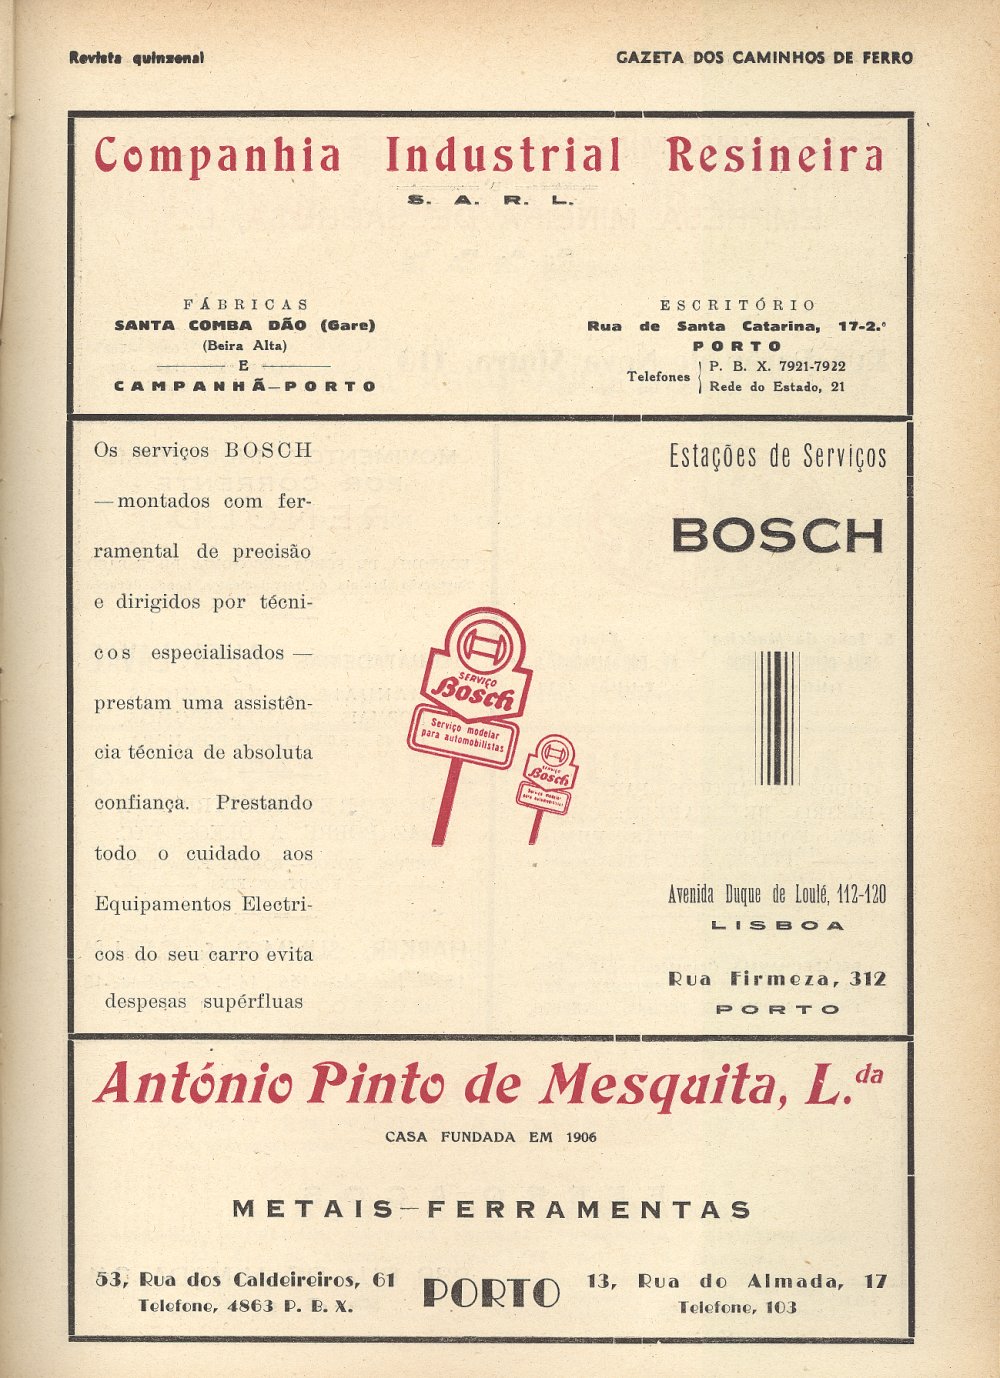 Revista quinzenal
GAZETA DOS CAMINHOS DE FERRO
Companhia Industrial Resineira
S. A. R. L.
FÁBRICAS
SANTA COMBA DÃO (Gare)
(Beira Alta)
E
CAMPANHÃ—PORTO
ESCRITÓRIO
Rua de Santa Catarina, 17-2.º
PORTO
Telefones
P. B. X. 7921-7922
Rede do Estado, 21
Os serviços BOSCH
—montados com fer-
ramental de precisão
e dirigidos por técni-
cos especialisados—
prestam uma assistên-
cia técnica de absoluta
confiança. Prestando
todo o cuidado aos
Equipamentos Electri-
cos do seu carro evita
despesas supérfluas
SERVIÇO
Bosch
Serviço modelar
para automobilistas
SERVIÇO
Bosch
Serviço modelar
para automobilistas
Estações de Serviços
BOSCH
Avenida Duque de Loulé, 112-120
LISBOA
Rua Firmeza, 312
PORTO
António Pinto de Mesquita, L.da
CASA FUNDADA EM 1906
METAIS—FERRAMENTAS
53, Rua dos Caldeireiros, 61
Telefone, 4863 P. B. X.
PORTO
13, Rua do Almada, 17
Telefone, 103